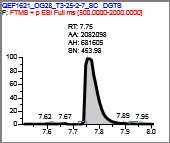 QEF1621_OG28_T3-25-2-7_SC DGTS
F: FTMS + p ESI Full ms [500.0000-2000.0000]
RT: 7.75
AA: 2082098
AH: 681605
SN: 453.98
100
80
60
40
20
0
7.62 7.67 7.89 7.95
7.6 7.7 7.8 7.9 8.0